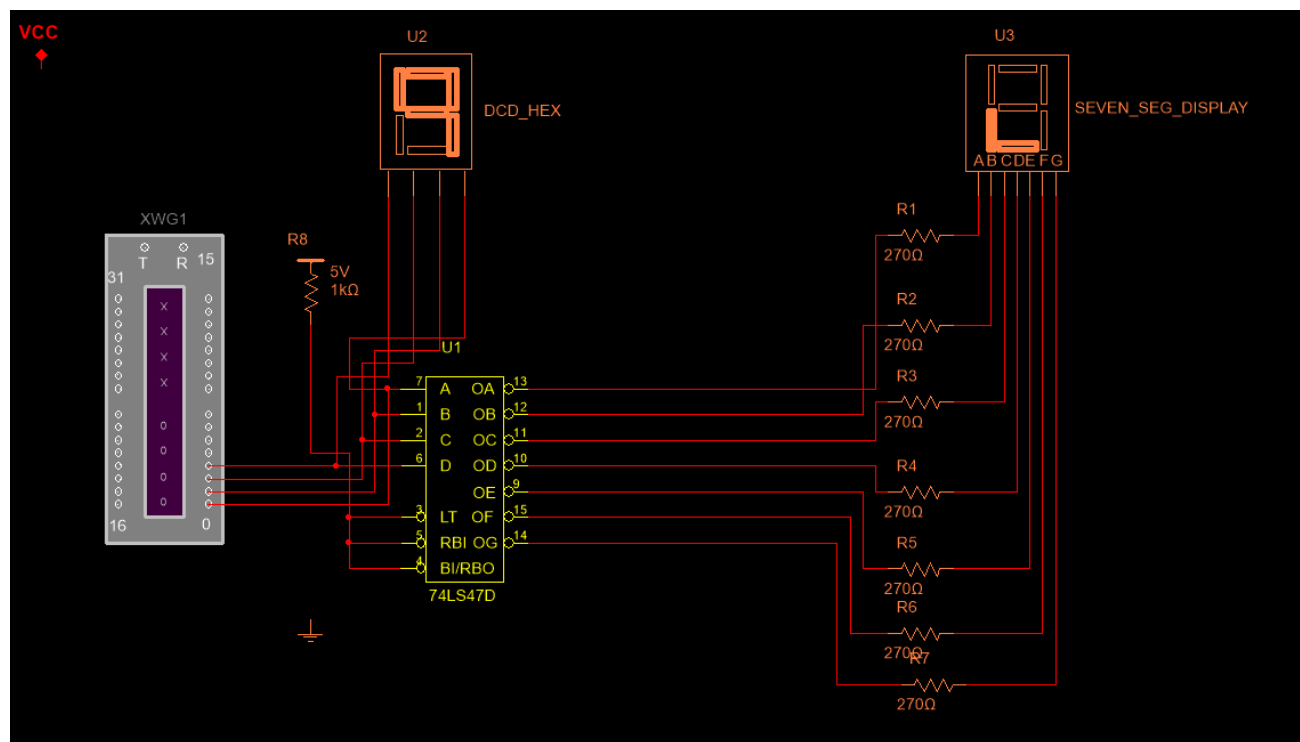 VCC
U2
DCD_HEX
U3
SEVEN_SEG_DISPLAY
A B C D E F G
XWG1
T R
31 15
X
X
X
X
0
0
0
0
16 0
R8
5V
1kΩ
U1
7 A OA 13
1 B OB 12
2 C OC 11
6 D OD 10
OE 9
3 LT OF 15
5 RBI OG 14
4 BI/RBO
74LS47D
R1
270Ω
R2
270Ω
R3
270Ω
R4
270Ω
R5
270Ω
R6
270Ω
R7
270Ω